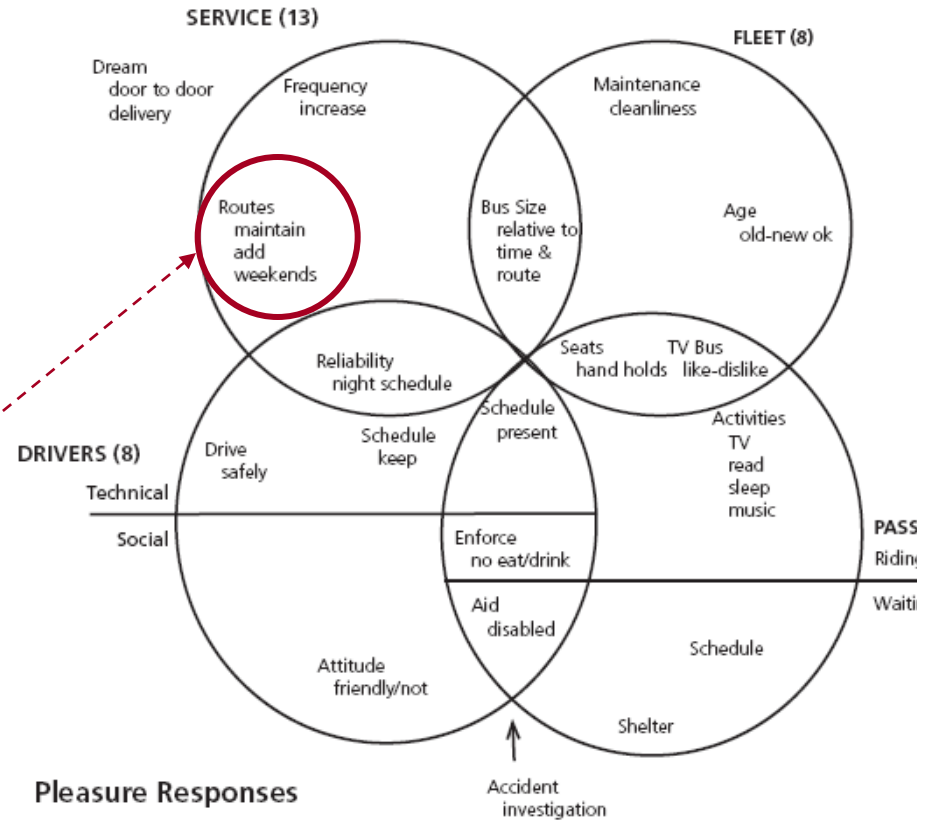 SERVICE (13)
FLEET (8)
Dream
door to door
delivery
Frequency
increase
Maintenance
cleanliness
Routes
maintain
add
weekends
Bus Size
relative to
time &
route
Age
old-new ok
Reliability
night schedule
Seats
hand holds
TV Bus
like-dislike
Schedule
present
Activities
TV
read
sleep
music
DRIVERS (8)
Drive
safely
Schedule
keep
Technical
Social
Enforce
no eat/drink
PASS
Riding
Waiti
Aid
disabled
Schedule
Attitude
friendly/not
Shelter
Pleasure Responses
Accident
investigation